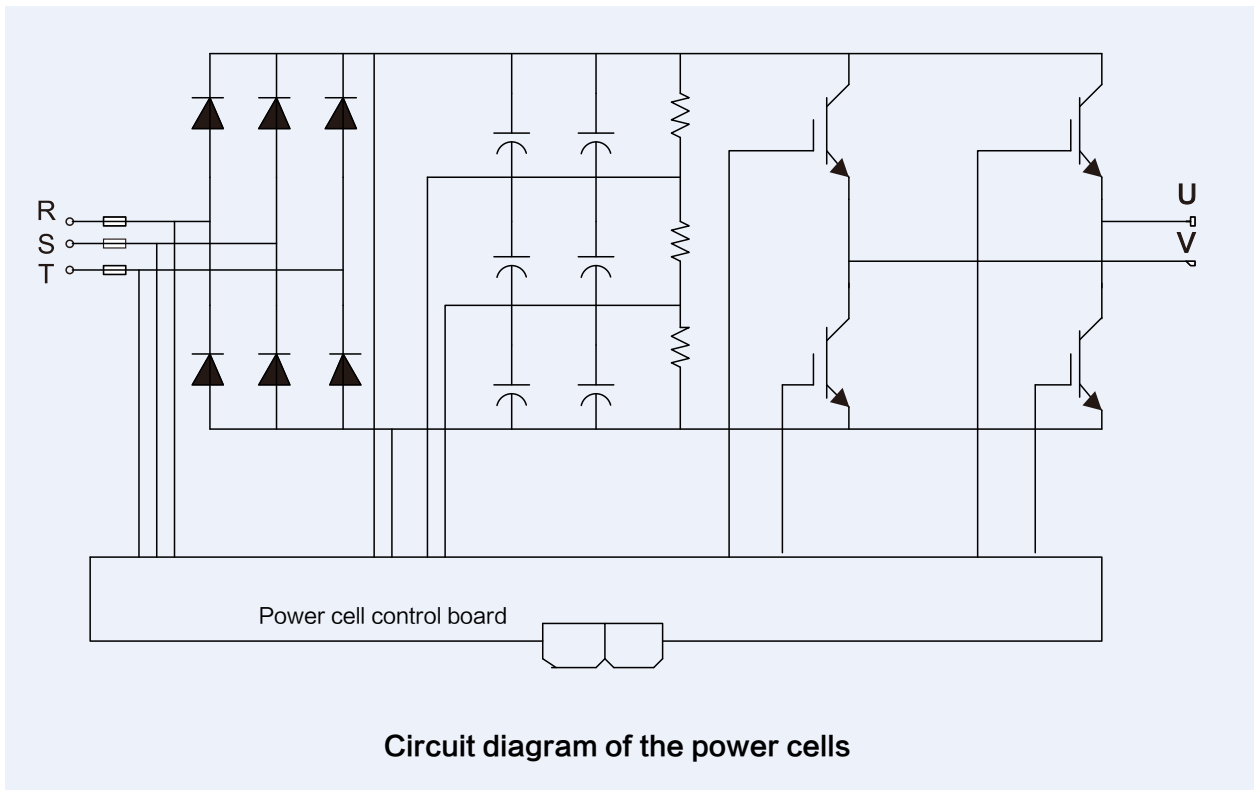 R
S
T
U
V
Power cell control board
Circuit diagram of the power cells